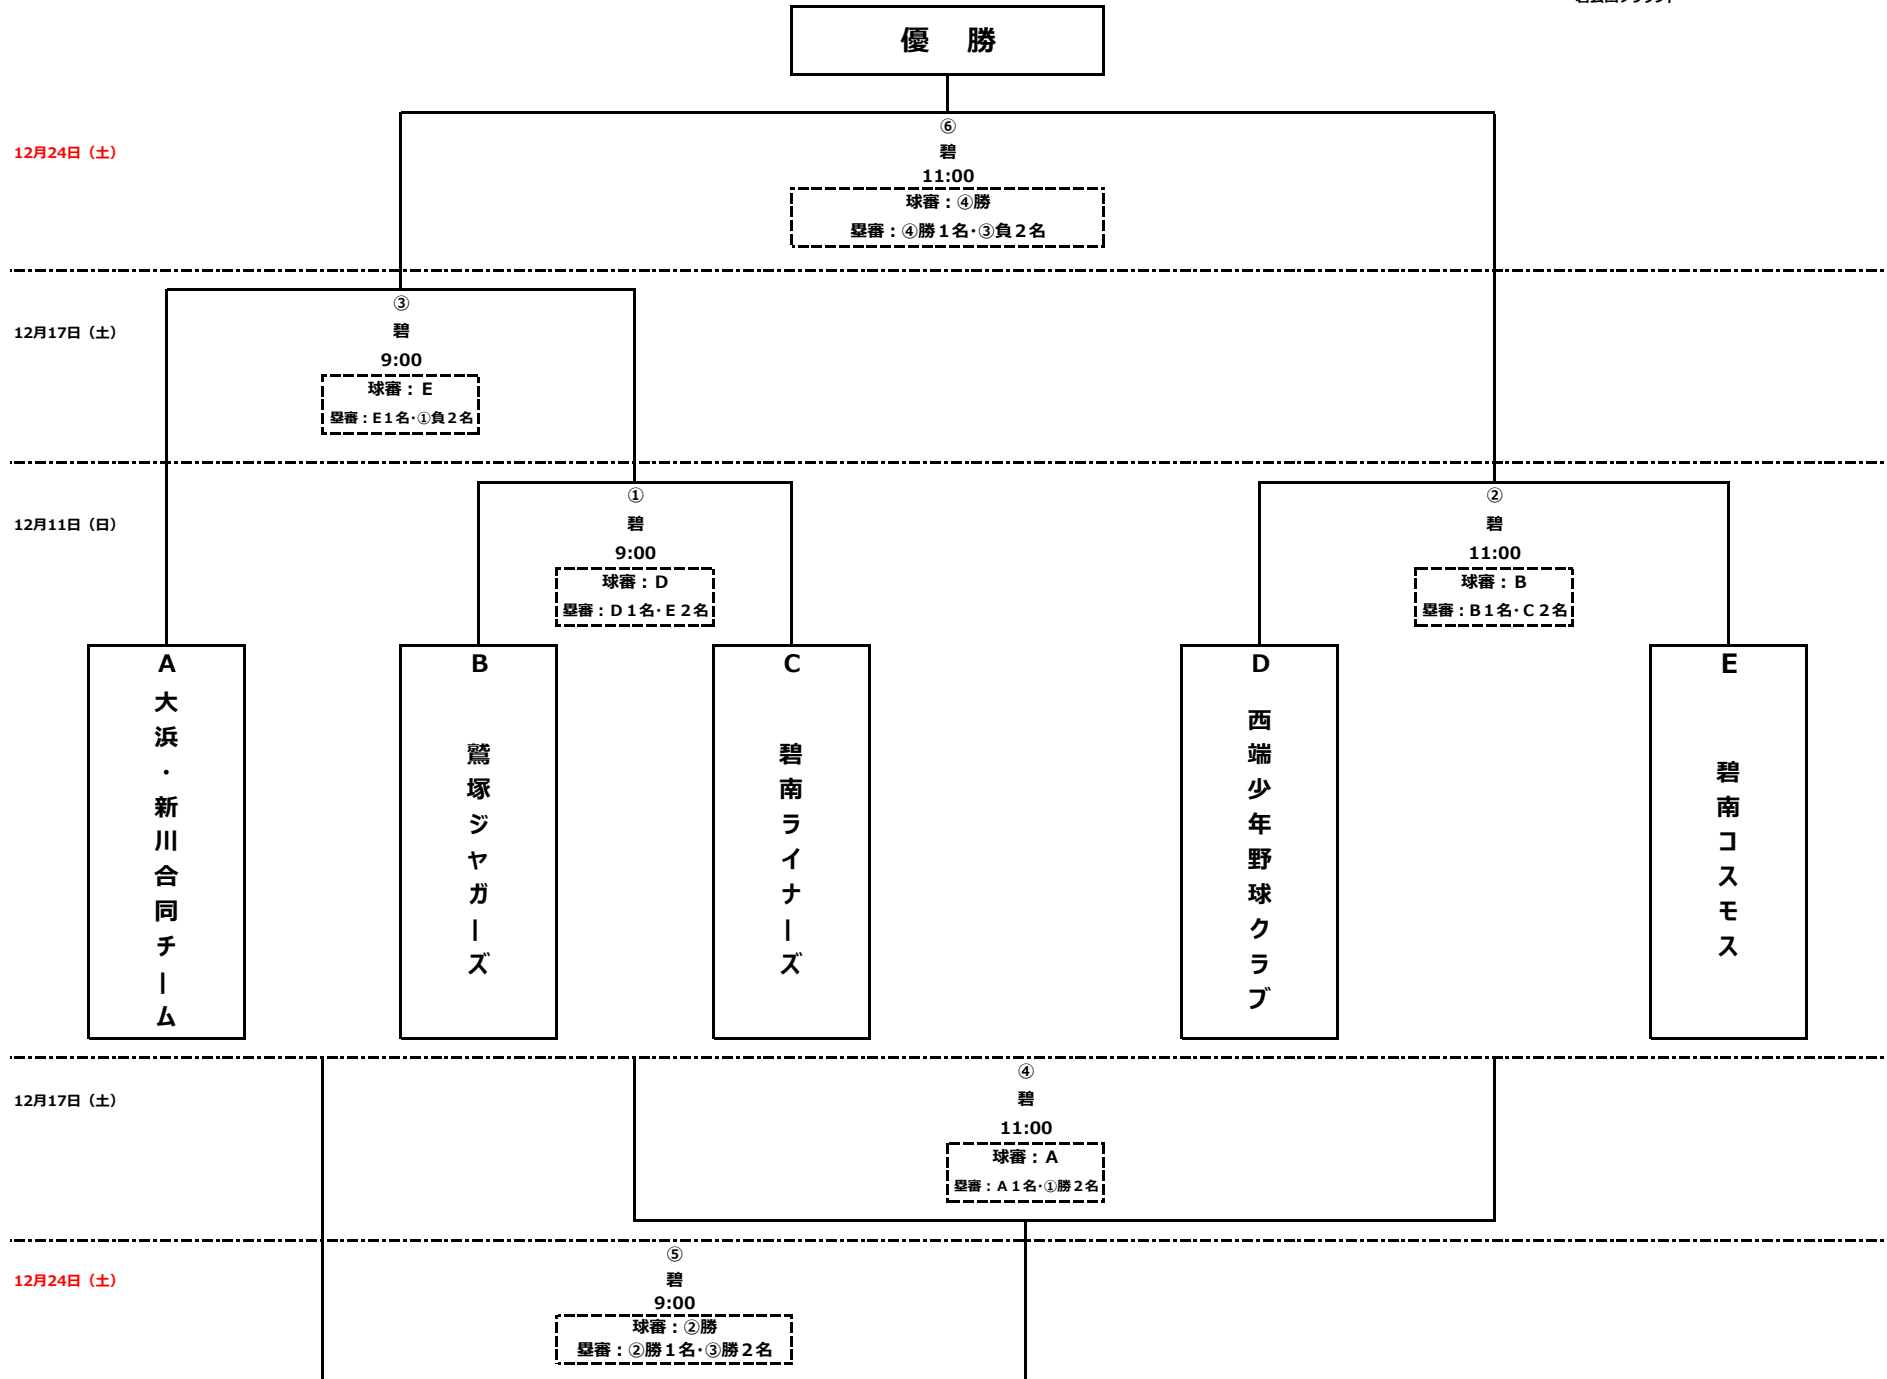 優 勝
⑥
12月24日（土）
碧
11:00
球審：④勝
塁審：④勝１名・③負２名
③
12月17日（土）
碧
9:00
球審：Ｅ
塁審：Ｅ１名・①負２名
①
②
12月11日（日）
碧
碧
9:00
11:00
球審：Ｄ
球審：Ｂ
塁審：Ｄ１名・Ｅ２名
塁審：Ｂ１名・Ｃ２名
A
大浜・新川合同チーム
B
鷲塚ジャガーズ
C
碧南ライナーズ
D
西端少年野球クラブ
E
碧南コスモス
④
12月17日（土）
碧
11:00
球審：Ａ
塁審：Ａ１名・①勝２名
⑤
12月24日（土）
碧
9:00
球審：②勝
塁審：②勝１名・③勝２名